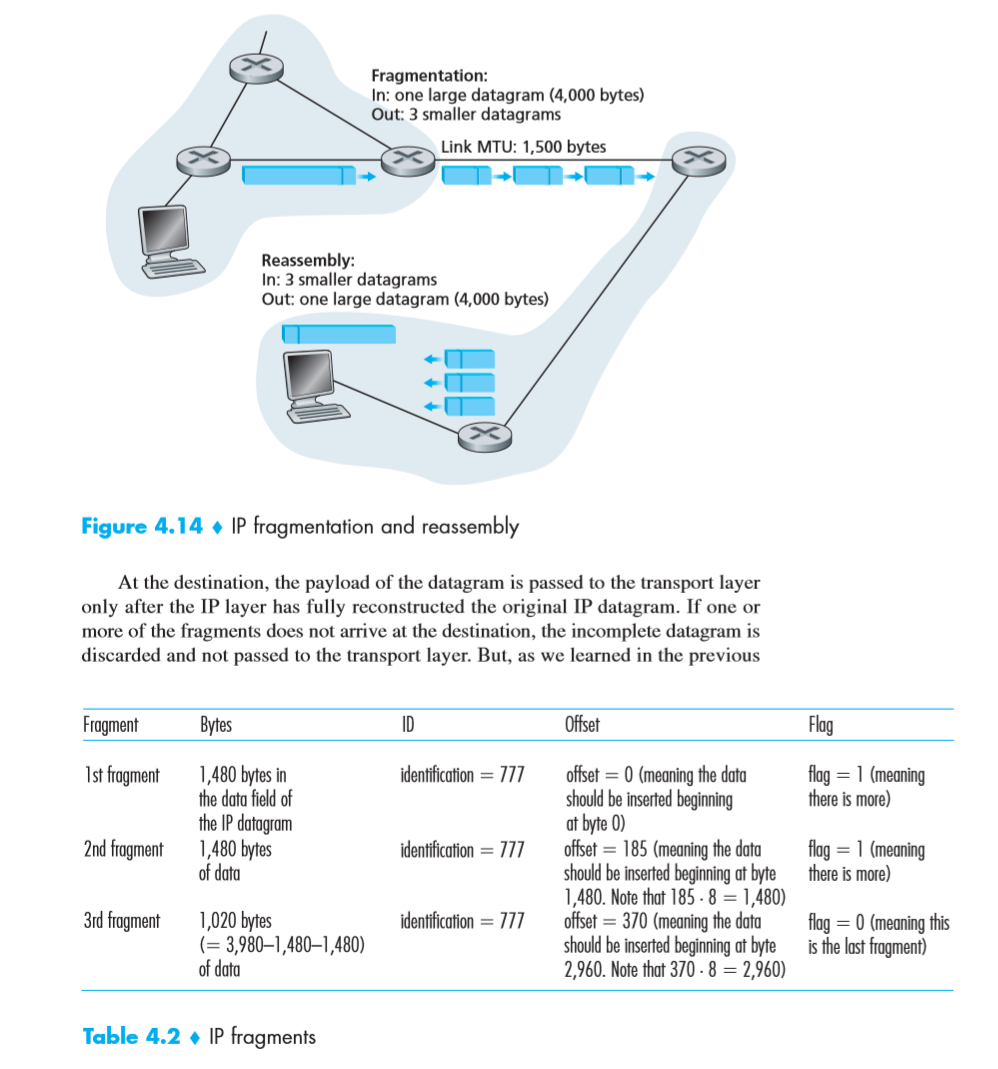 Fragmentation:
In: one large datagram (4,000 bytes)
Out: 3 smaller datagrams
Link MTU: 1,500 bytes
Reassembly:
In: 3 smaller datagrams
Out: one large datagram (4,000 bytes)
Figure 4.14 ♦ IP fragmentation and reassembly
At the destination, the payload of the datagram is passed to the transport layer
only after the IP layer has fully reconstructed the original IP datagram. If one or
more of the fragments does not arrive at the destination, the incomplete datagram is
discarded and not passed to the transport layer. But, as we learned in the previous
Fragment Bytes ID Offset Flag
1st fragment 1,480 bytes in identification = 777 offset = 0 (meaning the data flag = 1 (meaning
the data field of should be inserted beginning there is more)
the IP datagram at byte 0)
2nd fragment 1,480 bytes identification = 777 offset = 185 (meaning the data flag = 1 (meaning
of data should be inserted beginning at byte there is more)
1,480. Note that 185 · 8 = 1,480)
3rd fragment 1,020 bytes identification = 777 offset = 370 (meaning the data flag = 0 (meaning this
(= 3,980–1,480–1,480) should be inserted beginning at byte is the last fragment)
of data 2,960. Note that 370 · 8 = 2,960)
Table 4.2 ♦ IP fragments